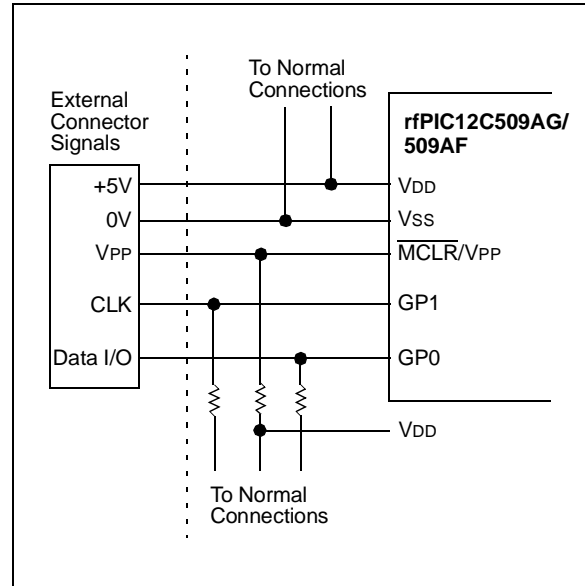 To Normal
Connections
External
Connector
Signals
rfPIC12C509AG/
509AF
+5V
VDD
0V
VSS
VPP
MCLR/VPP
CLK
GP1
Data I/O
GP0
VDD
To Normal
Connections